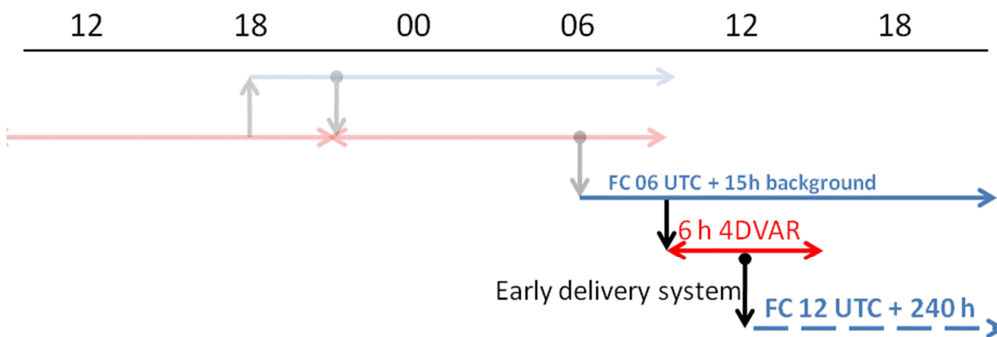 12 18 00 06 12 18
FC 06 UTC + 15h background
6 h 4DVAR
Early delivery system
FC 12 UTC + 240 h